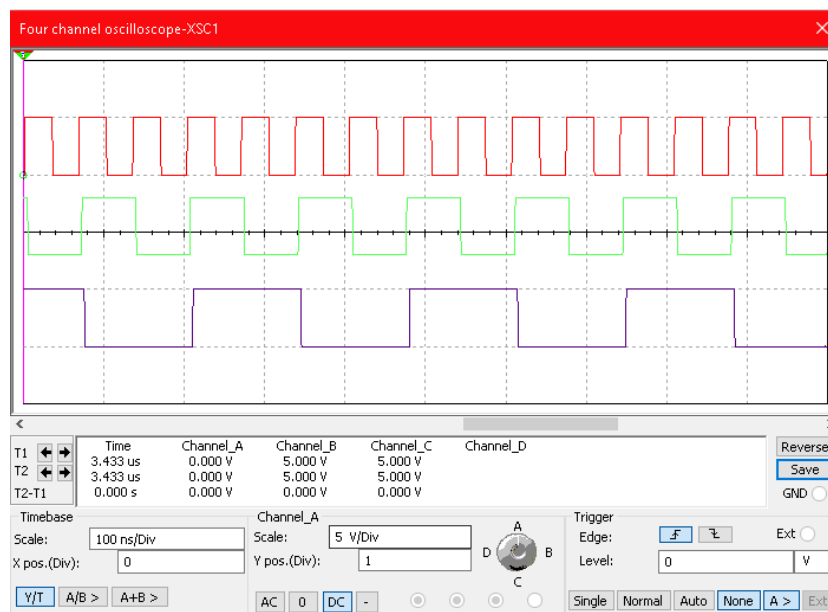 Four channel oscilloscope-XSC1
Time Channel_A Channel_B Channel_C Channel_D
T1 3.433 us 0.000 V 5.000 V 5.000 V
T2 3.433 us 0.000 V 5.000 V 5.000 V
T2-T1 0.000 s 0.000 V 0.000 V 0.000 V
Reverse
Save
GND
Timebase
Scale: 100 ns/Div
X pos.(Div): 0
Y/T A/B > A+B >
Channel_A
Scale: 5 V/Div
Y pos.(Div): 1
AC 0 DC -
A
D B
C
Trigger
Edge: Ext
Level: 0 V
Single Normal Auto None A > Ext